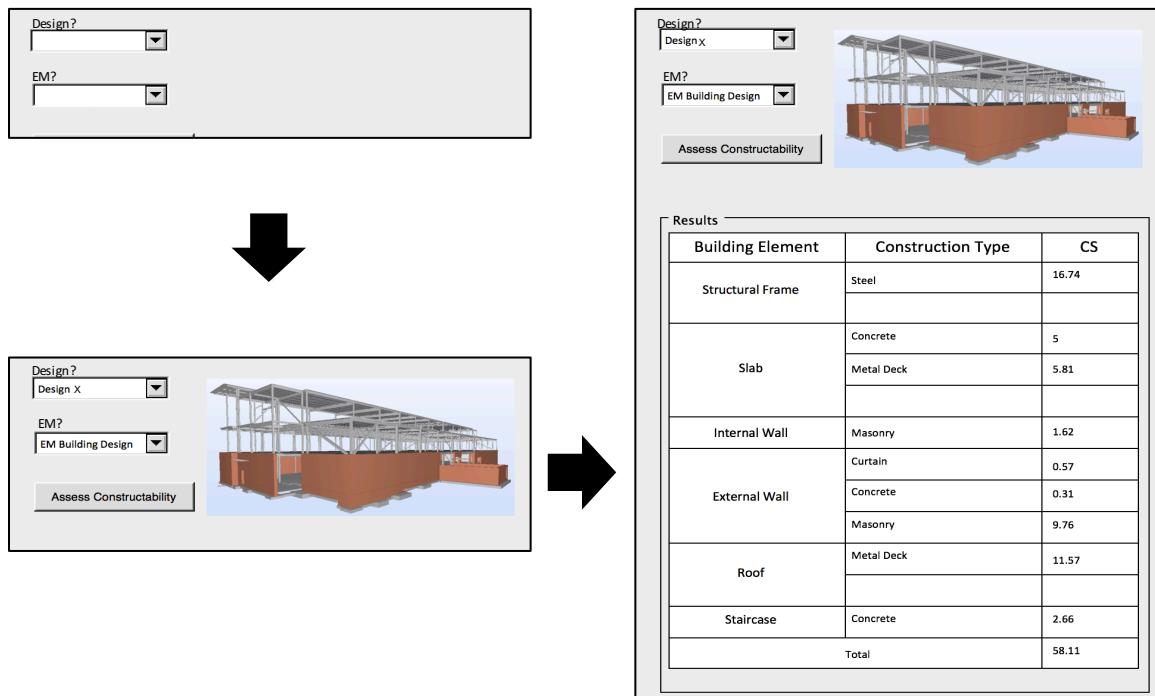 Design?
EM?
Design?
Design X
EM?
EM Building Design
Assess Constructability
Design?
Design X
EM?
EM Building Design
Assess Constructability
Results
Building Element Construction Type CS
Structural Frame Steel 16.74
Slab Concrete 5
Metal Deck 5.81
Internal Wall Masonry 1.62
External Wall Curtain 0.57
Concrete 0.31
Masonry 9.76
Roof Metal Deck 11.57
Staircase Concrete 2.66
Total 58.11